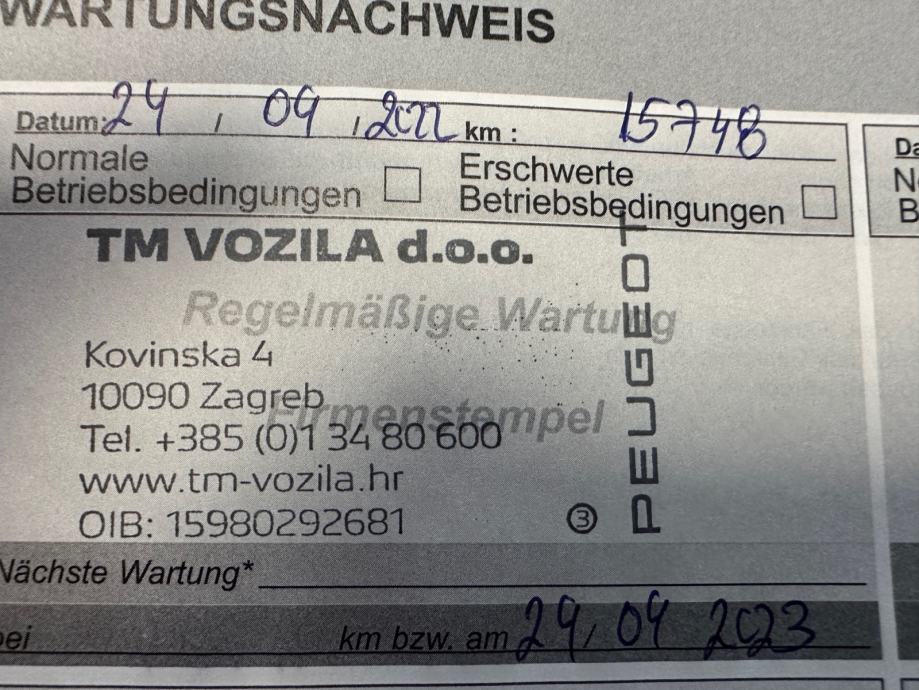 WARTUNGSNACHWEIS
Datum: 24 , 09 , 2022 km : 15748
Normale Betriebsbedingungen
Erschwerte Betriebsbedingungen
TM VOZILA d.o.o.
Regelmäßige Wartung
Kovinska 4
10090 Zagreb
Firmenstempel
Tel. +385 (0)1 34 80 600
www.tm-vozila.hr
OIB: 15980292681
3
PEUGEOT
Nächste Wartung*
bei km bzw. am 24, 09 2023